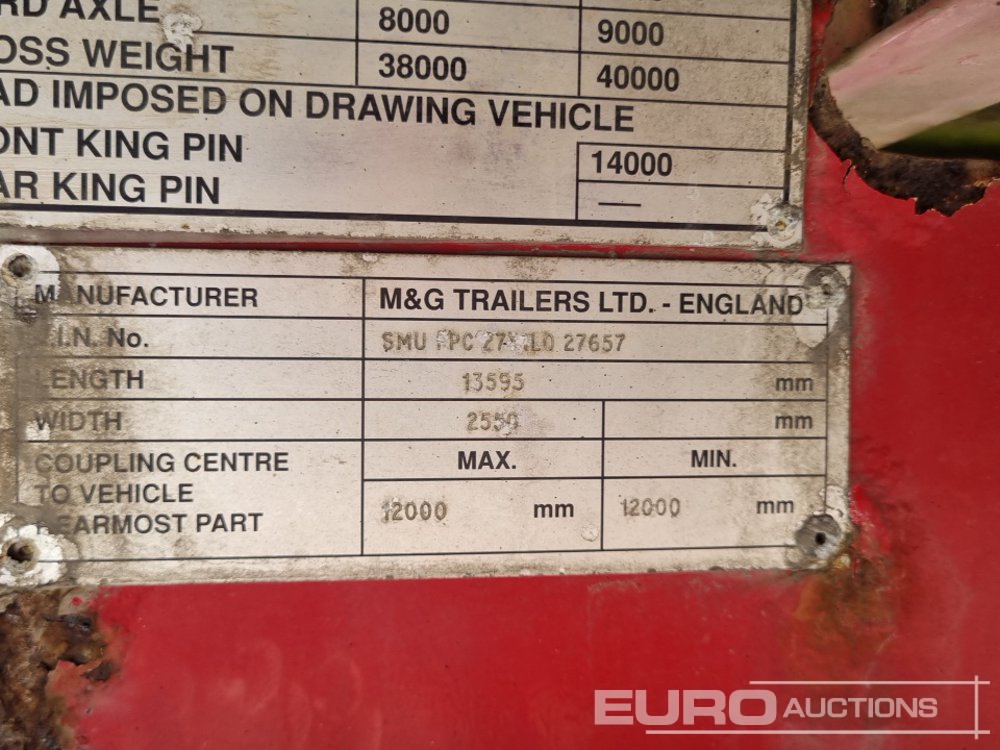 RD AXLE 8000 9000
OSS WEIGHT 38000 40000
AD IMPOSED ON DRAWING VEHICLE
ONT KING PIN 14000
AR KING PIN —
MANUFACTURER M&G TRAILERS LTD. - ENGLAND
.I.N. No. SMU 27657
LENGTH 13595 mm
WIDTH 2550 mm
COUPLING CENTRE MAX. MIN.
TO VEHICLE
REARMOST PART 12000 mm 12000 mm
EURO AUCTIONS